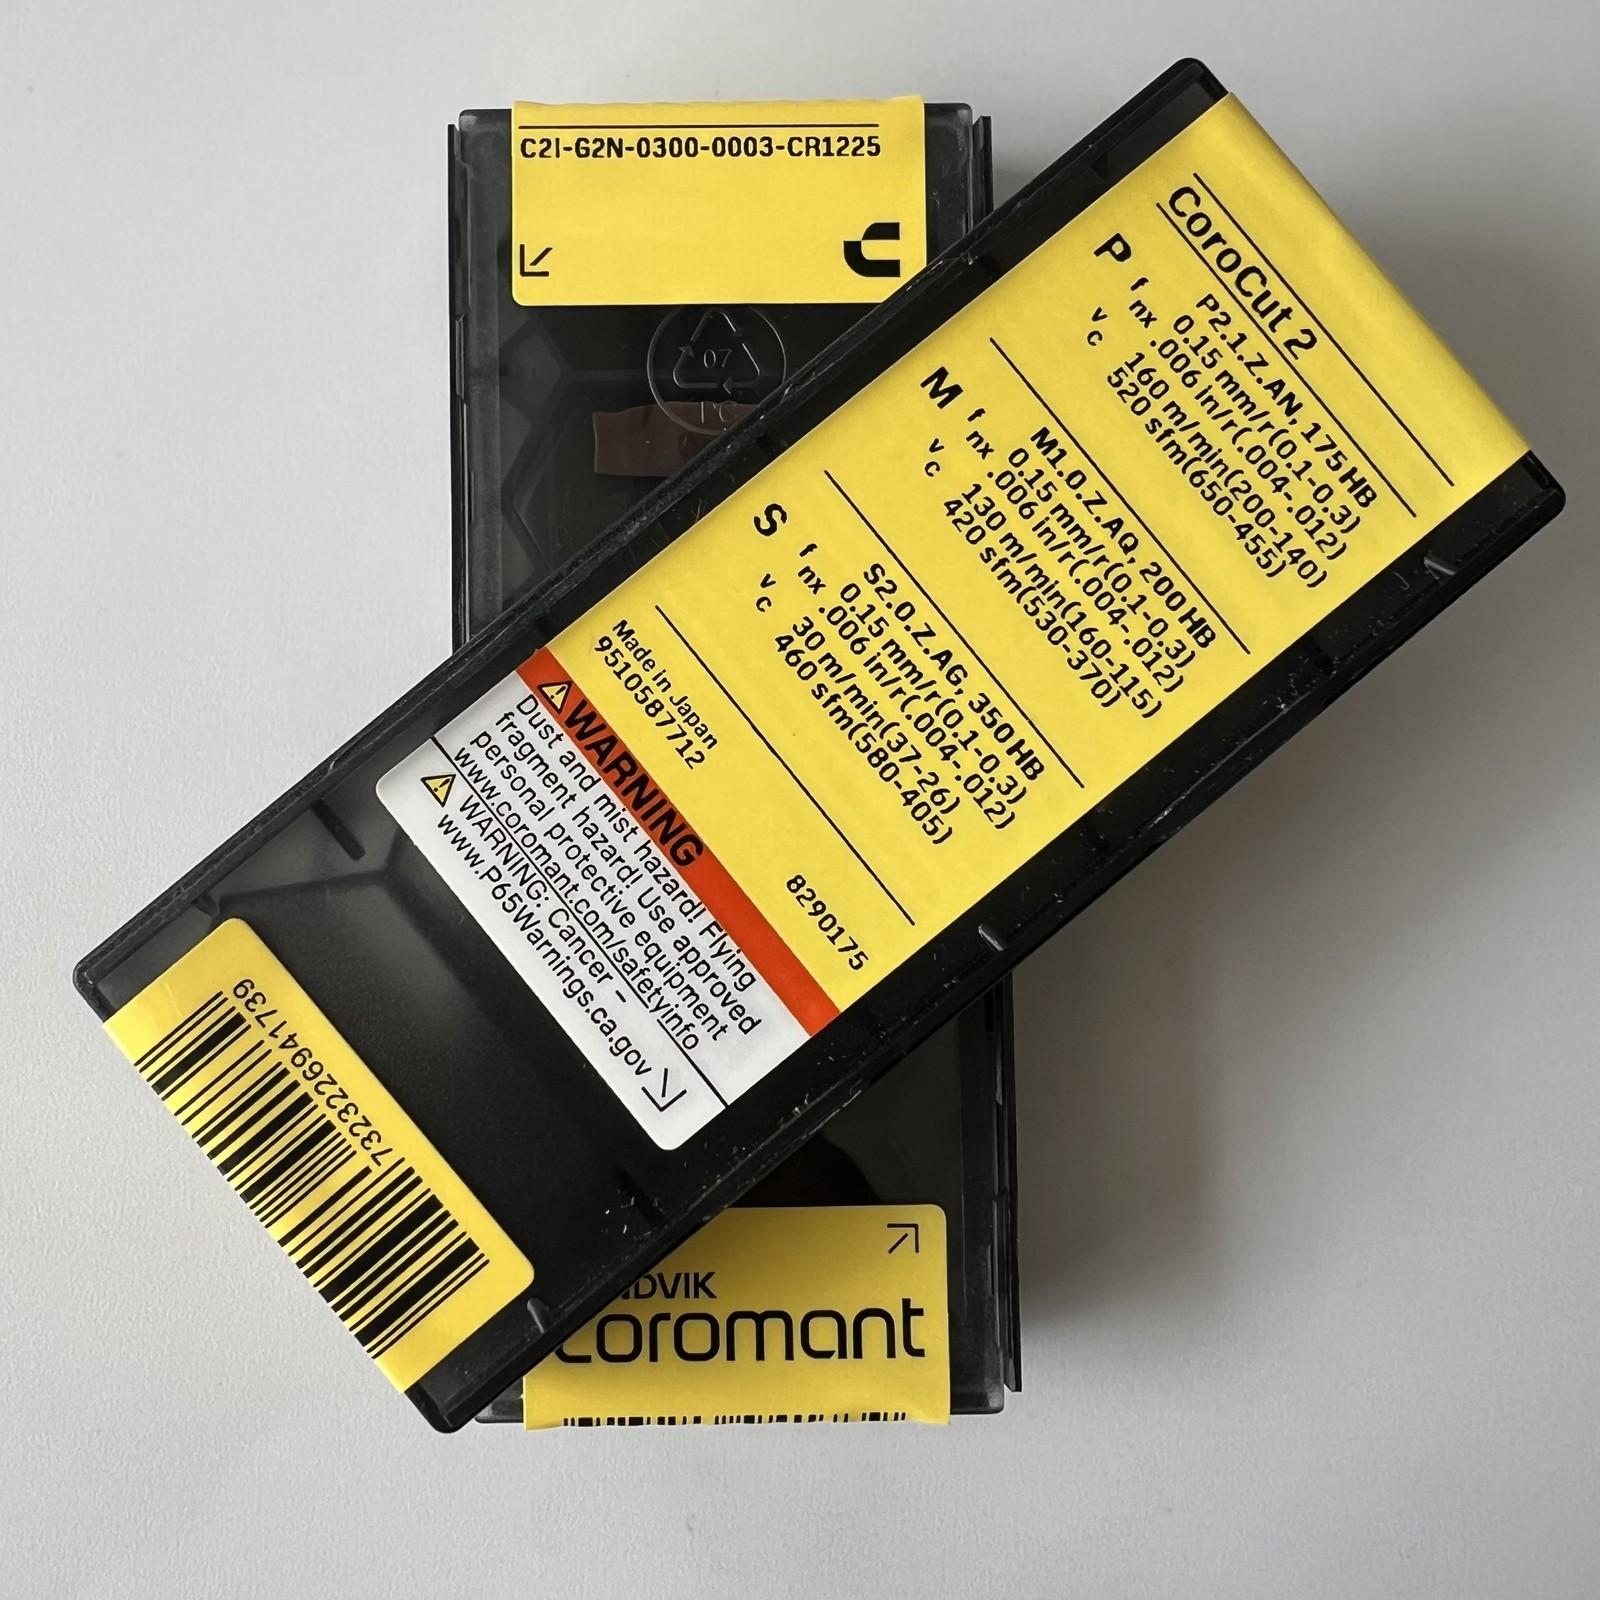 C2I-G2N-0300-0003-CR1225
07
PC
CoroCut 2
P
P2.1.Z.AN, 175 HB
f nx 0.15 mm/r(0.1-0.3)
.006 in/r(.004-.012)
v c 160 m/min(200-140)
520 sfm(650-455)
M
M1.0.Z.AQ, 200 HB
f nx 0.15 mm/r(0.1-0.3)
.006 in/r(.004-.012)
v c 130 m/min(160-115)
420 sfm(530-370)
S
S2.0.Z.AG, 350 HB
f nx 0.15 mm/r(0.1-0.3)
.006 in/r(.004-.012)
v c 30 m/min(37-26)
460 sfm(580-405)
Made in Japan
9510587712
8290175
WARNING
Dust and mist hazard! Flying
fragment hazard! Use approved
personal protective equipment
www.coromant.com/safetyinfo
WARNING: Cancer –
www.P65Warnings.ca.gov
7323226941739
coromant